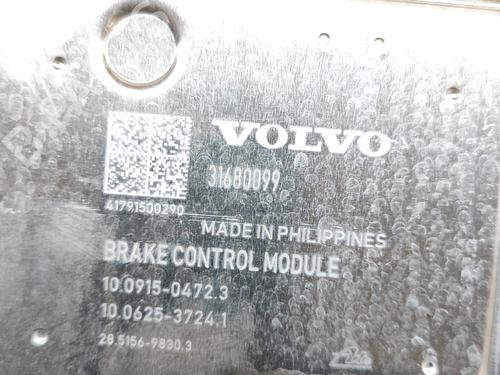 VOLVO
31680099
41791500290
MADE IN PHILIPPINES
BRAKE CONTROL MODULE
10.0915-0472.3
10.0625-3724.1
28.5156-9830.3